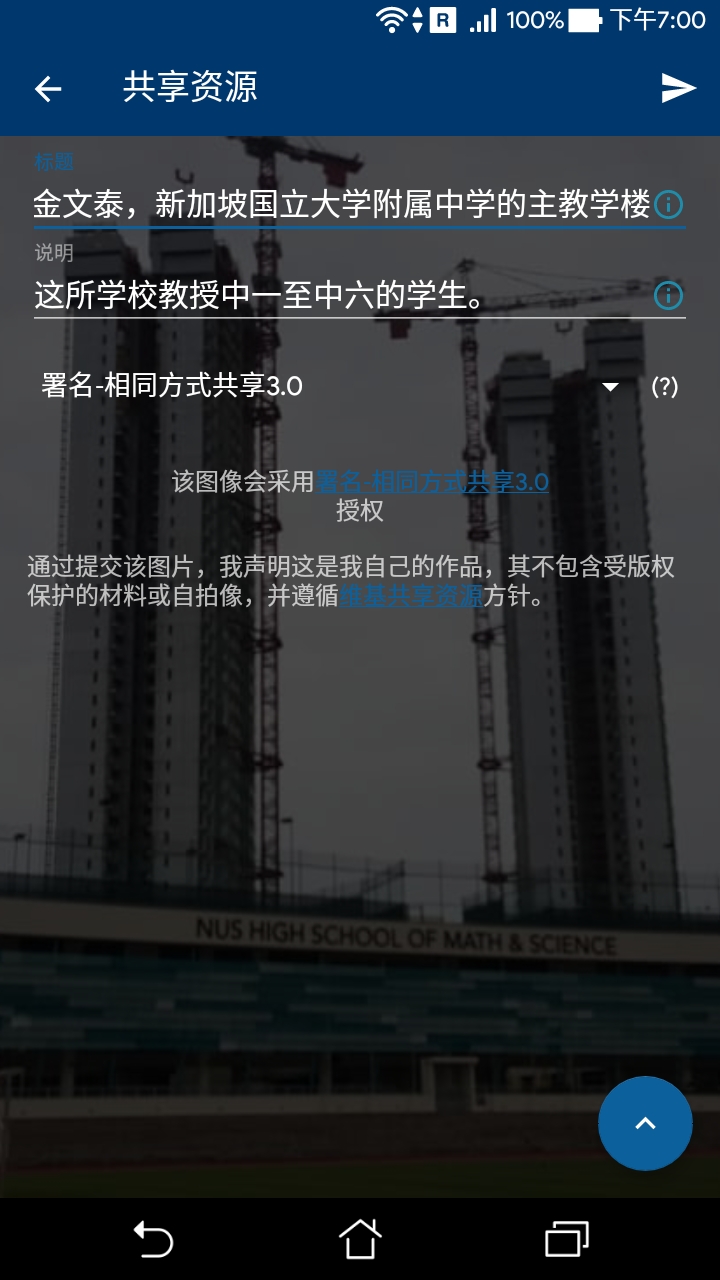 R 100% 下午7:00
共享资源
标题
金文泰，新加坡国立大学附属中学的主教学楼
说明
这所学校教授中一至中六的学生。
署名-相同方式共享3.0 (?)
该图像会采用署名-相同方式共享3.0
授权
通过提交该图片，我声明这是我自己的作品，其不包含受版权
保护的材料或自拍像，并遵循维基共享资源方针。
NUS HIGH SCHOOL OF MATH & SCIENCE